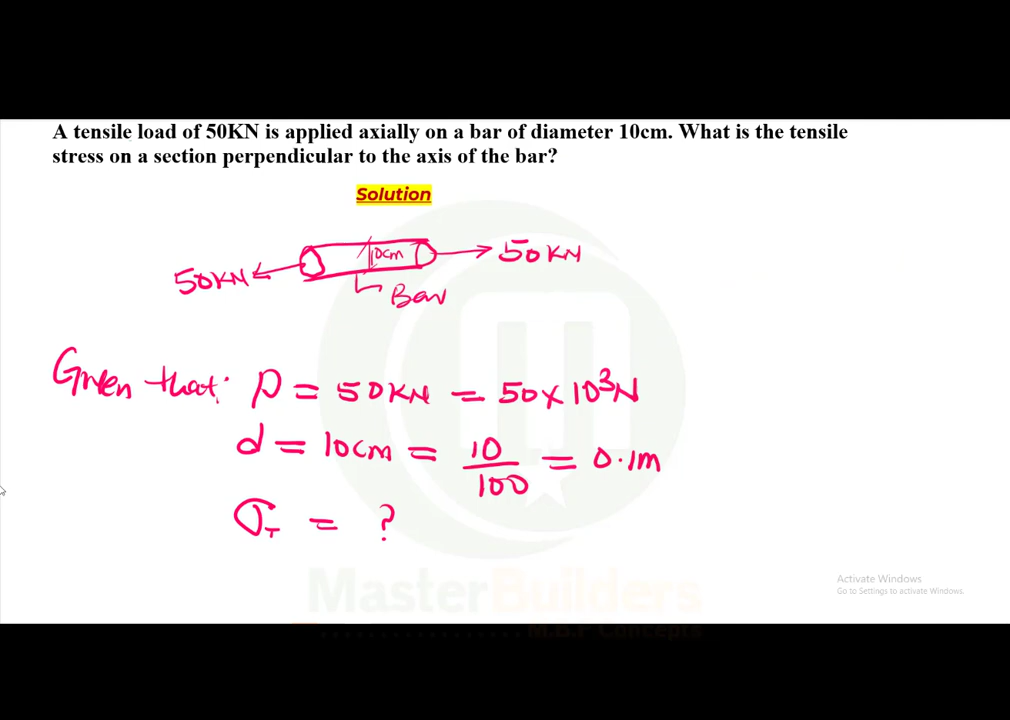 A tensile load of 50KN is applied axially on a bar of diameter 10cm. What is the tensile
stress on a section perpendicular to the axis of the bar?
Solution
50KN 10cm 50KN
Bar
Given that: P = 50KN = 50×10³N
d = 10cm = 10/100 = 0.1m
σT = ?
Activate Windows
Go to Settings to activate Windows.
MasterBuilders
M.B.F Concepts